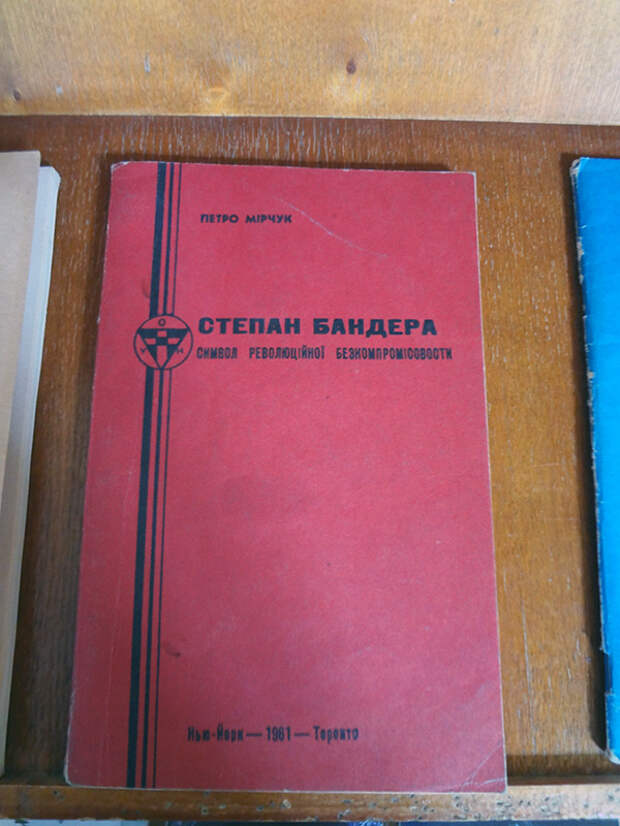 ПЕТРО МІРЧУК
О
У Н
СТЕПАН БАНДЕРА
СИМВОЛ РЕВОЛЮЦІЙНОЇ БЕЗКОМПРОМІСОВОСТИ
Нью-Йорк — 1961 — Торонто